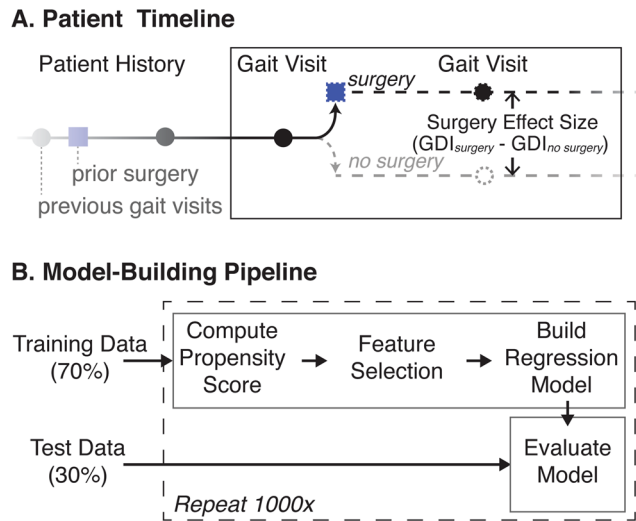 A. Patient Timeline
Patient History
Gait Visit
Gait Visit
surgery
Surgery Effect Size
(GDIsurgery - GDIno surgery)
no surgery
prior surgery
previous gait visits
B. Model-Building Pipeline
Training Data
(70%)
Compute
Propensity
Score
Feature
Selection
Build
Regression
Model
Test Data
(30%)
Evaluate
Model
Repeat 1000x